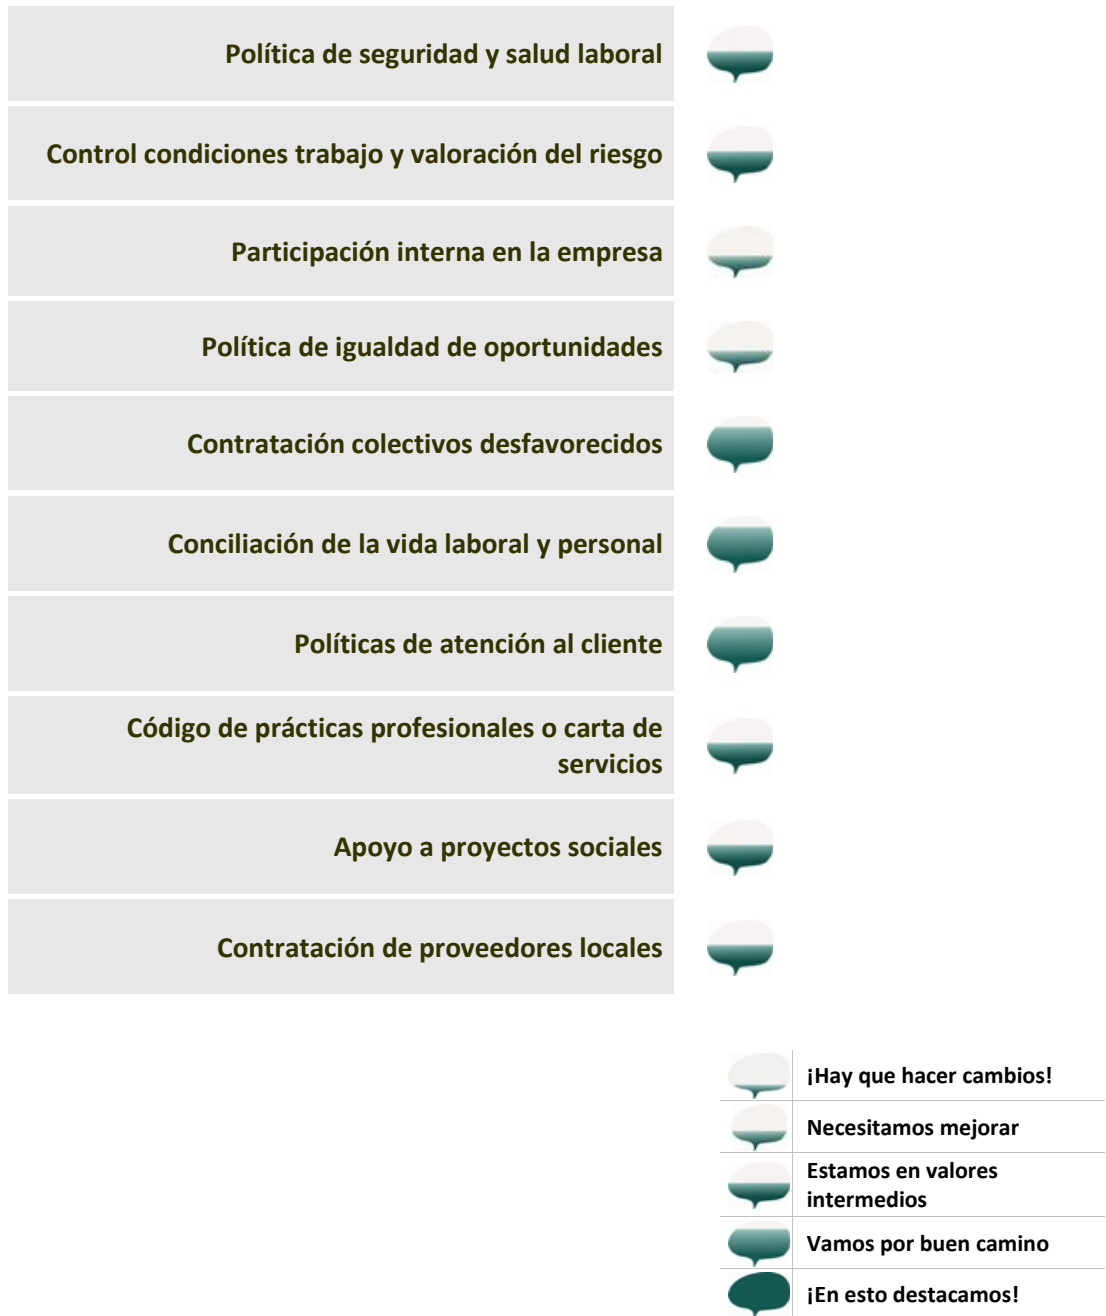 Política de seguridad y salud laboral
Control condiciones trabajo y valoración del riesgo
Participación interna en la empresa
Política de igualdad de oportunidades
Contratación colectivos desfavorecidos
Conciliación de la vida laboral y personal
Políticas de atención al cliente
Código de prácticas profesionales o carta de
servicios
Apoyo a proyectos sociales
Contratación de proveedores locales
¡Hay que hacer cambios!
Necesitamos mejorar
Estamos en valores
intermedios
Vamos por buen camino
¡En esto destacamos!